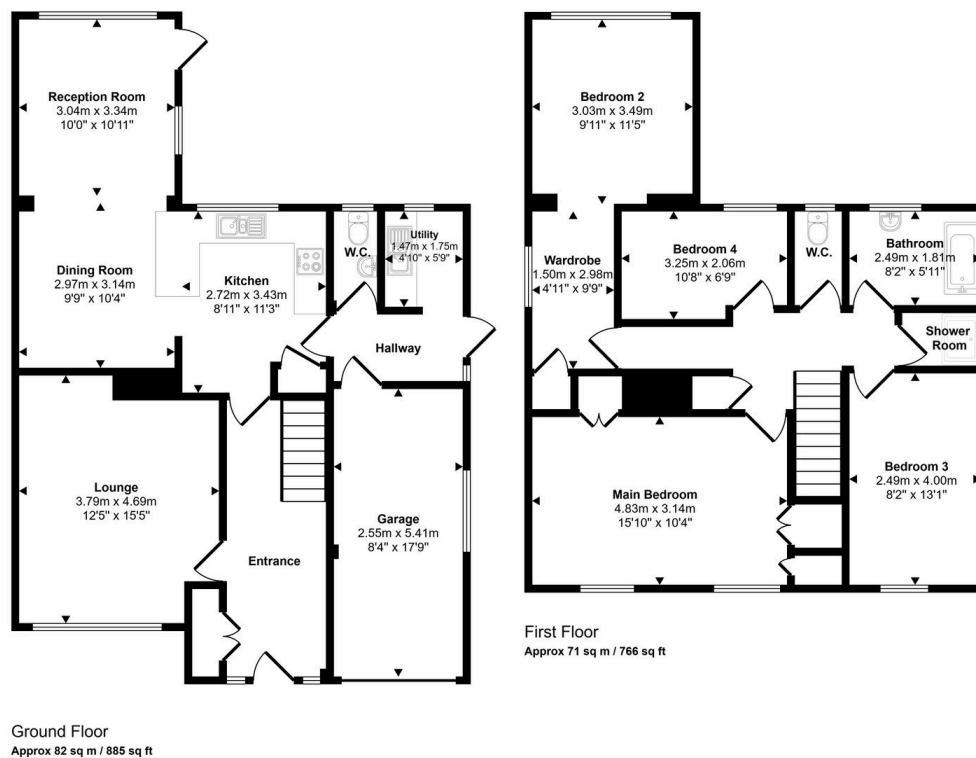 Reception Room
3.04m x 3.34m
10'0" x 10'11"
Dining Room
2.97m x 3.14m
9'9" x 10'4"
Kitchen
2.72m x 3.43m
8'11" x 11'3"
W.C.
Utility
1.47m x 1.75m
4'10" x 5'9"
Hallway
Lounge
3.79m x 4.69m
12'5" x 15'5"
Entrance
Garage
2.55m x 5.41m
8'4" x 17'9"
Ground Floor
Approx 82 sq m / 885 sq ft
Bedroom 2
3.03m x 3.49m
9'11" x 11'5"
Wardrobe
1.50m x 2.98m
4'11" x 9'9"
Bedroom 4
3.25m x 2.06m
10'8" x 6'9"
W.C.
Bathroom
2.49m x 1.81m
8'2" x 5'11"
Shower
Room
Main Bedroom
4.83m x 3.14m
15'10" x 10'4"
Bedroom 3
2.49m x 4.00m
8'2" x 13'1"
First Floor
Approx 71 sq m / 766 sq ft